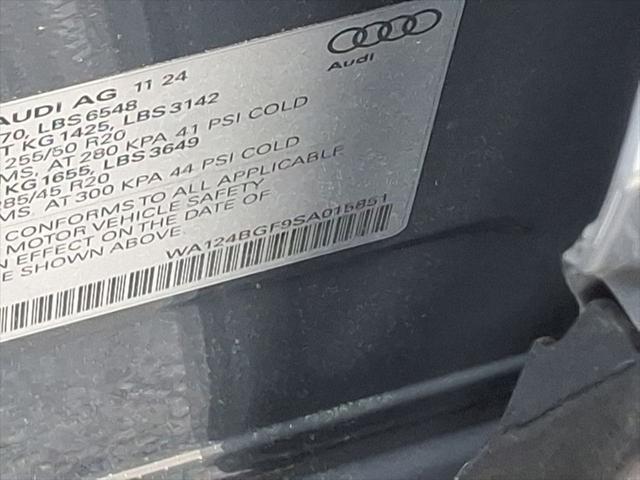 Audi
AUDI AG 11 24
70, LBS 6548
T KG 1425, LBS 3142
255/50 R20
MS, AT 280 KPA 41 PSI COLD
KG 1655, LBS 3649
285/45 R20
MS, AT 300 KPA 44 PSI COLD
CONFORMS TO ALL APPLICABLE
MOTOR VEHICLE SAFETY
N EFFECT ON THE DATE OF
E SHOWN ABOVE.
WA124BGF9SA015851